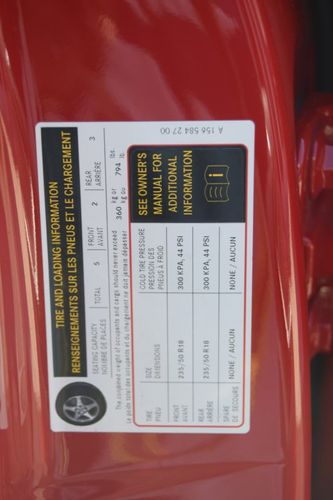 TIRE AND LOADING INFORMATION
RENSEIGNEMENTS SUR LES PNEUS ET LE CHARGEMENT
SEATING CAPACITY
NOMBRE DE PLACES
TOTAL 5
FRONT
AVANT 2
REAR
ARRIÈRE 3
The combined weight of occupants and cargo should never exceed 360 kg or 794 lbs.
Le poids total des occupants et du chargement ne doit jamais dépasser kg ou lb.
TIRE
PNEU
SIZE
DIMENSIONS
COLD TIRE PRESSURE
PRESSION DES
PNEUS À FROID
FRONT
AVANT
235/50 R18
300 KPA, 44 PSI
REAR
ARRIÈRE
235/50 R18
300 KPA, 44 PSI
SPARE
DE SECOURS
NONE / AUCUN
NONE / AUCUN
SEE OWNER'S
MANUAL FOR
ADDITIONAL
INFORMATION
A 156 584 27 00